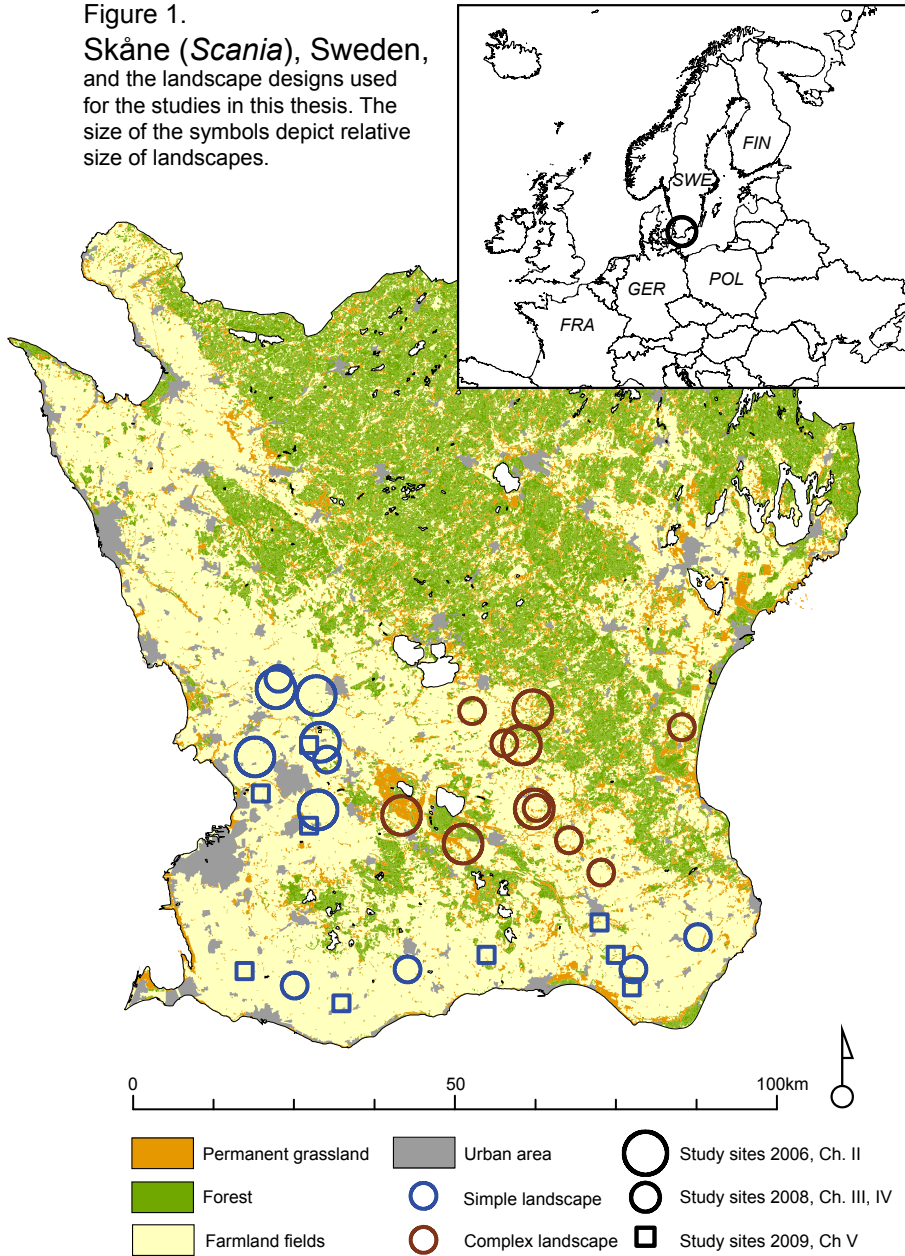 Figure 1.
Skåne (Scania), Sweden,
and the landscape designs used
for the studies in this thesis. The
size of the symbols depict relative
size of landscapes.
FIN
SWE
POL
GER
FRA
0 50 100km
Permanent grassland
Forest
Farmland fields
Urban area
Simple landscape
Complex landscape
Study sites 2006, Ch. II
Study sites 2008, Ch. III, IV
Study sites 2009, Ch V